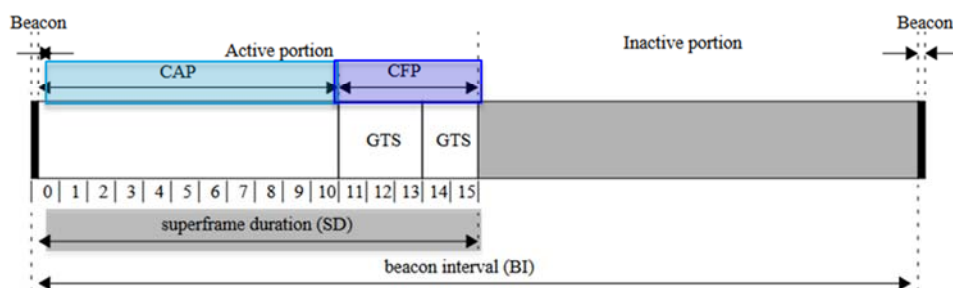 Beacon Beacon
Active portion Inactive portion
CAP CFP
GTS GTS
0| 1| 2| 3| 4| 5| 6| 7| 8| 9| 10| 11| 12| 13| 14| 15|
superframe duration (SD)
beacon interval (BI)